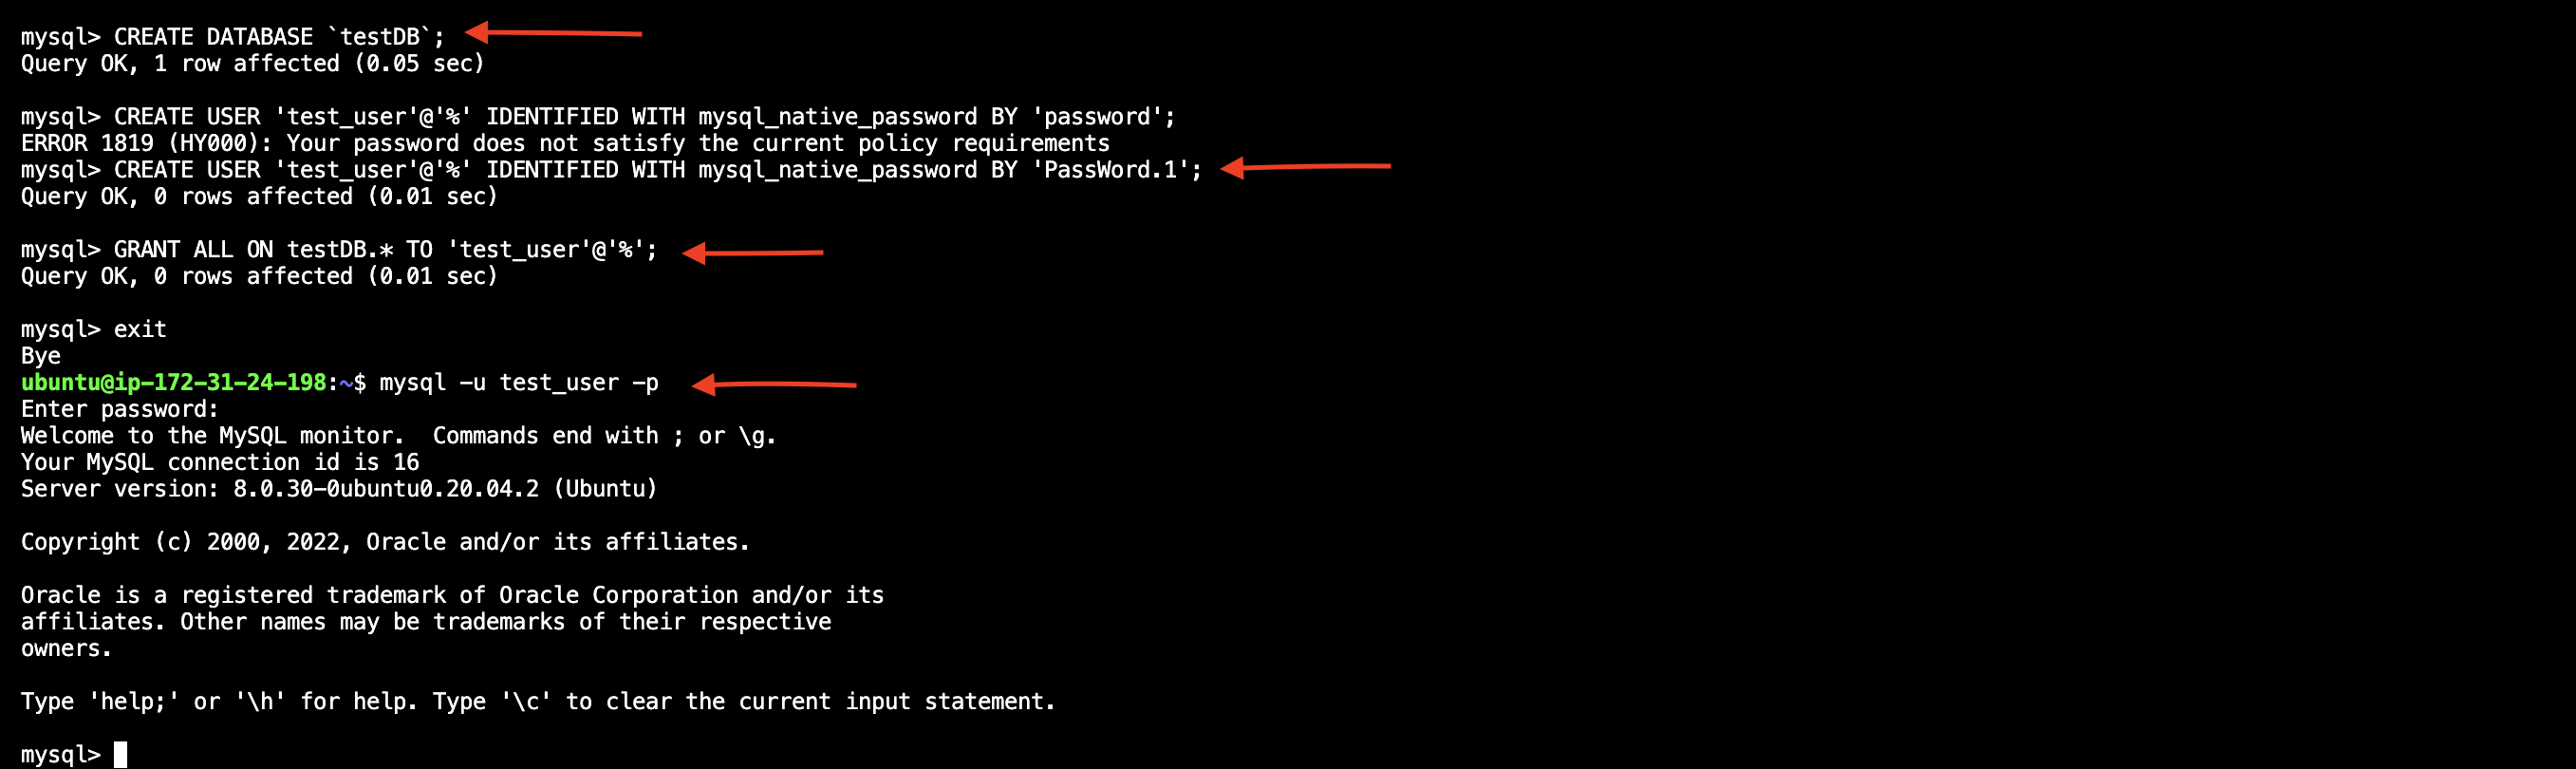 mysql> CREATE DATABASE `testDB`;
Query OK, 1 row affected (0.05 sec)
mysql> CREATE USER 'test_user'@'%' IDENTIFIED WITH mysql_native_password BY 'password';
ERROR 1819 (HY000): Your password does not satisfy the current policy requirements
mysql> CREATE USER 'test_user'@'%' IDENTIFIED WITH mysql_native_password BY 'PassWord.1';
Query OK, 0 rows affected (0.01 sec)
mysql> GRANT ALL ON testDB.* TO 'test_user'@'%';
Query OK, 0 rows affected (0.01 sec)
mysql> exit
Bye
ubuntu@ip-172-31-24-198:~$ mysql -u test_user -p
Enter password:
Welcome to the MySQL monitor.  Commands end with ; or \g.
Your MySQL connection id is 16
Server version: 8.0.30-0ubuntu0.20.04.2 (Ubuntu)
Copyright (c) 2000, 2022, Oracle and/or its affiliates.
Oracle is a registered trademark of Oracle Corporation and/or its
affiliates. Other names may be trademarks of their respective
owners.
Type 'help;' or '\h' for help. Type '\c' to clear the current input statement.
mysql>